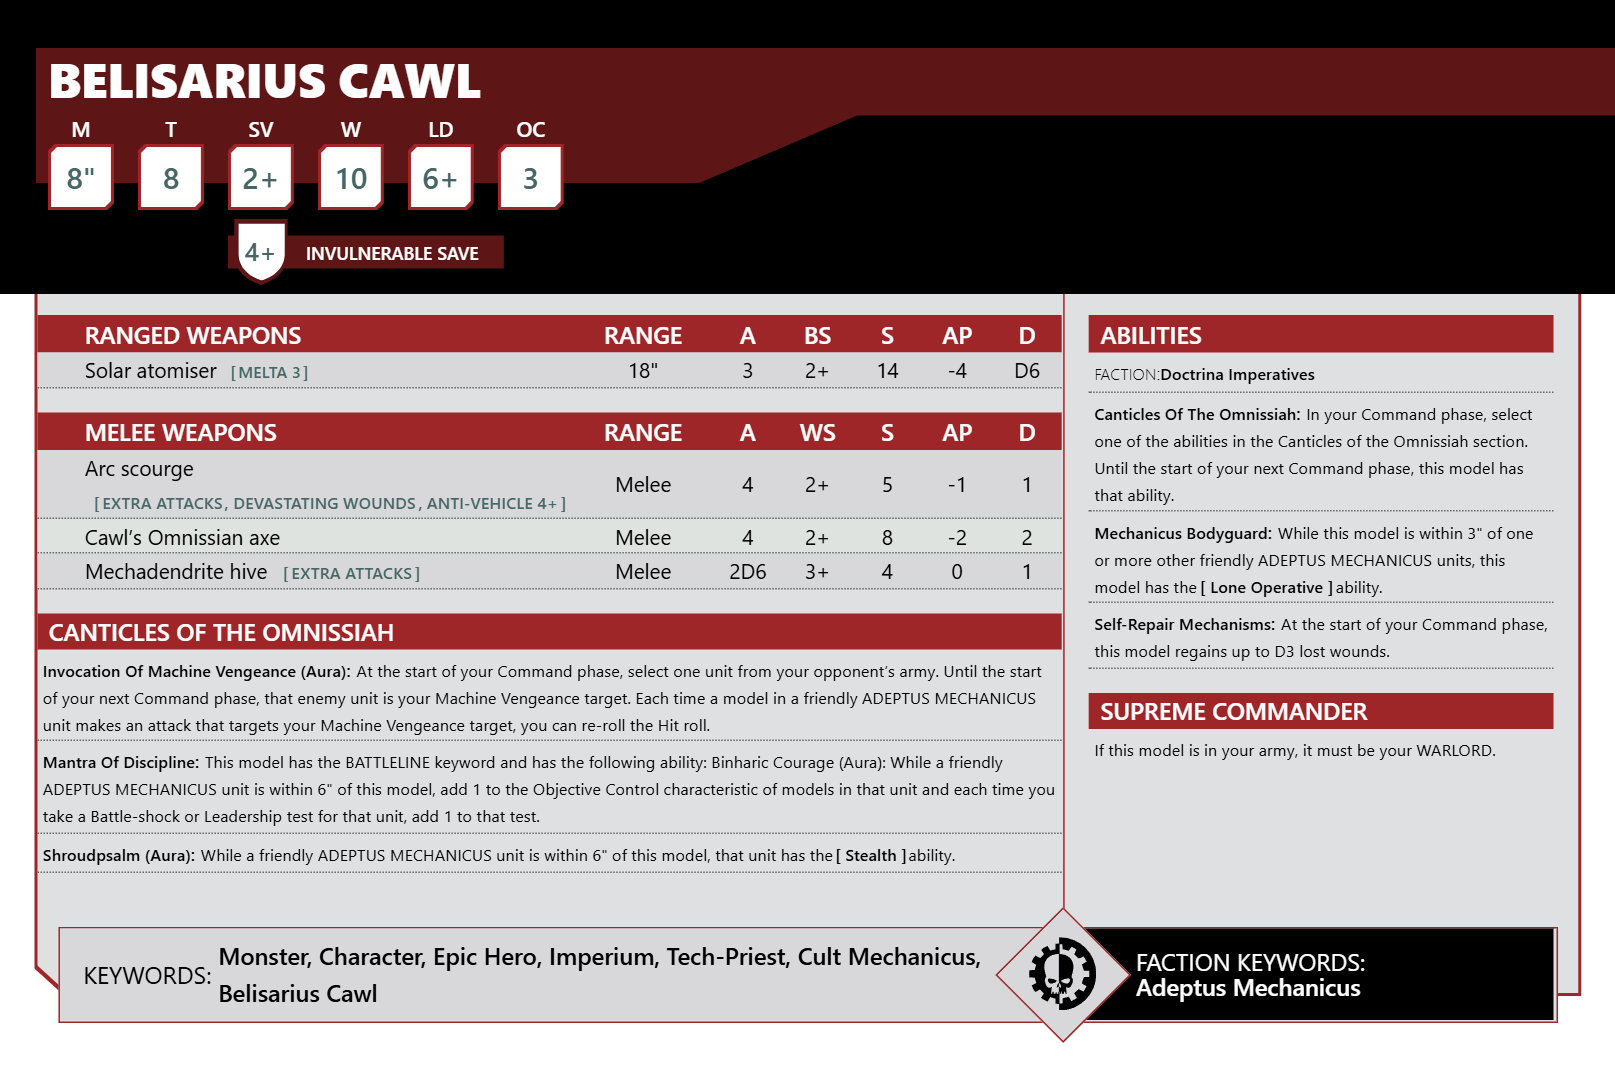 BELISARIUS CAWL
M T SV W LD OC
8" 8 2+ 10 6+ 3
4+ INVULNERABLE SAVE
RANGED WEAPONS RANGE A BS S AP D
Solar atomiser [MELTA 3] 18" 3 2+ 14 -4 D6
MELEE WEAPONS RANGE A WS S AP D
Arc scourge
[EXTRA ATTACKS, DEVASTATING WOUNDS, ANTI-VEHICLE 4+] Melee 4 2+ 5 -1 1
Cawl’s Omnissian axe Melee 4 2+ 8 -2 2
Mechadendrite hive [EXTRA ATTACKS] Melee 2D6 3+ 4 0 1
CANTICLES OF THE OMNISSIAH
Invocation Of Machine Vengeance (Aura): At the start of your Command phase, select one unit from your opponent’s army. Until the start
of your next Command phase, that enemy unit is your Machine Vengeance target. Each time a model in a friendly ADEPTUS MECHANICUS
unit makes an attack that targets your Machine Vengeance target, you can re-roll the Hit roll.
Mantra Of Discipline: This model has the BATTLELINE keyword and has the following ability: Binharic Courage (Aura): While a friendly
ADEPTUS MECHANICUS unit is within 6" of this model, add 1 to the Objective Control characteristic of models in that unit and each time you
take a Battle-shock or Leadership test for that unit, add 1 to that test.
Shroudpsalm (Aura): While a friendly ADEPTUS MECHANICUS unit is within 6" of this model, that unit has the [ Stealth ] ability.
ABILITIES
FACTION:Doctrina Imperatives
Canticles Of The Omnissiah: In your Command phase, select
one of the abilities in the Canticles of the Omnissiah section.
Until the start of your next Command phase, this model has
that ability.
Mechanicus Bodyguard: While this model is within 3" of one
or more other friendly ADEPTUS MECHANICUS units, this
model has the [ Lone Operative ] ability.
Self-Repair Mechanisms: At the start of your Command phase,
this model regains up to D3 lost wounds.
SUPREME COMMANDER
If this model is in your army, it must be your WARLORD.
KEYWORDS: Monster, Character, Epic Hero, Imperium, Tech-Priest, Cult Mechanicus,
Belisarius Cawl
FACTION KEYWORDS:
Adeptus Mechanicus